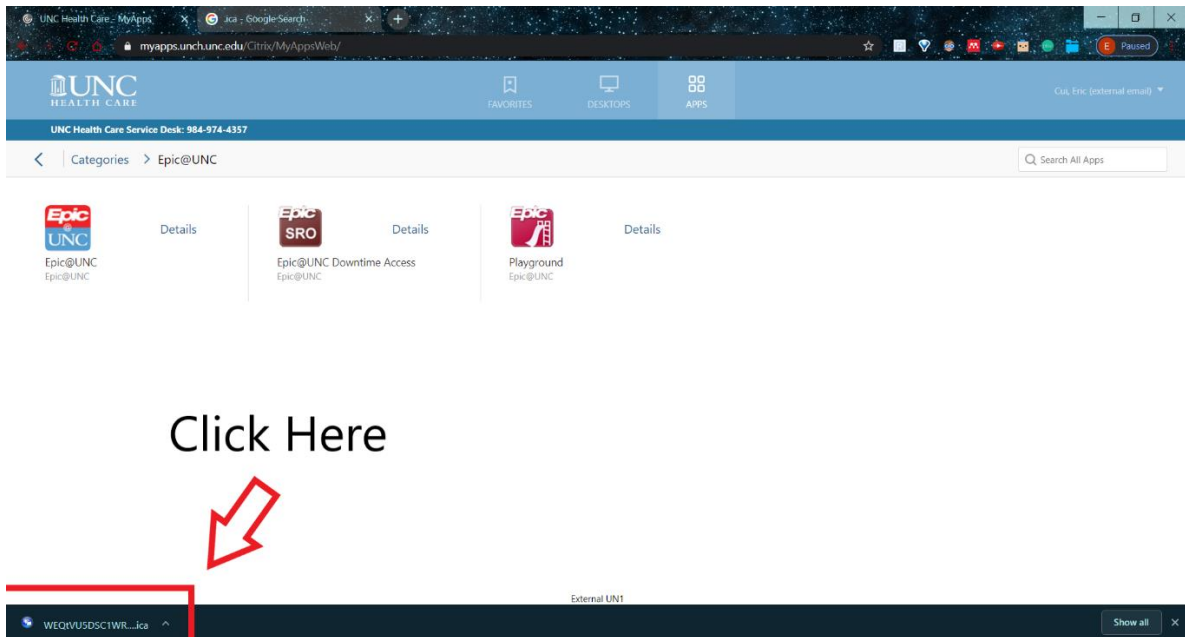 UNC Health Care - MyApps
.ica - Google Search
myapps.unch.unc.edu/Citrix/MyAppsWeb/
E Paused
UNC
HEALTH CARE
FAVORITES
DESKTOPS
APPS
Cui, Eric (external email)
UNC Health Care Service Desk: 984-974-4357
Categories > Epic@UNC
Search All Apps
Epic
UNC
Details
Epic@UNC
Epic@UNC
Epic
SRO
Details
Epic@UNC Downtime Access
Epic@UNC
Epic
Details
Playground
Epic@UNC
Click Here
External UN1
WEQtVU5DSC1WR....ica
Show all